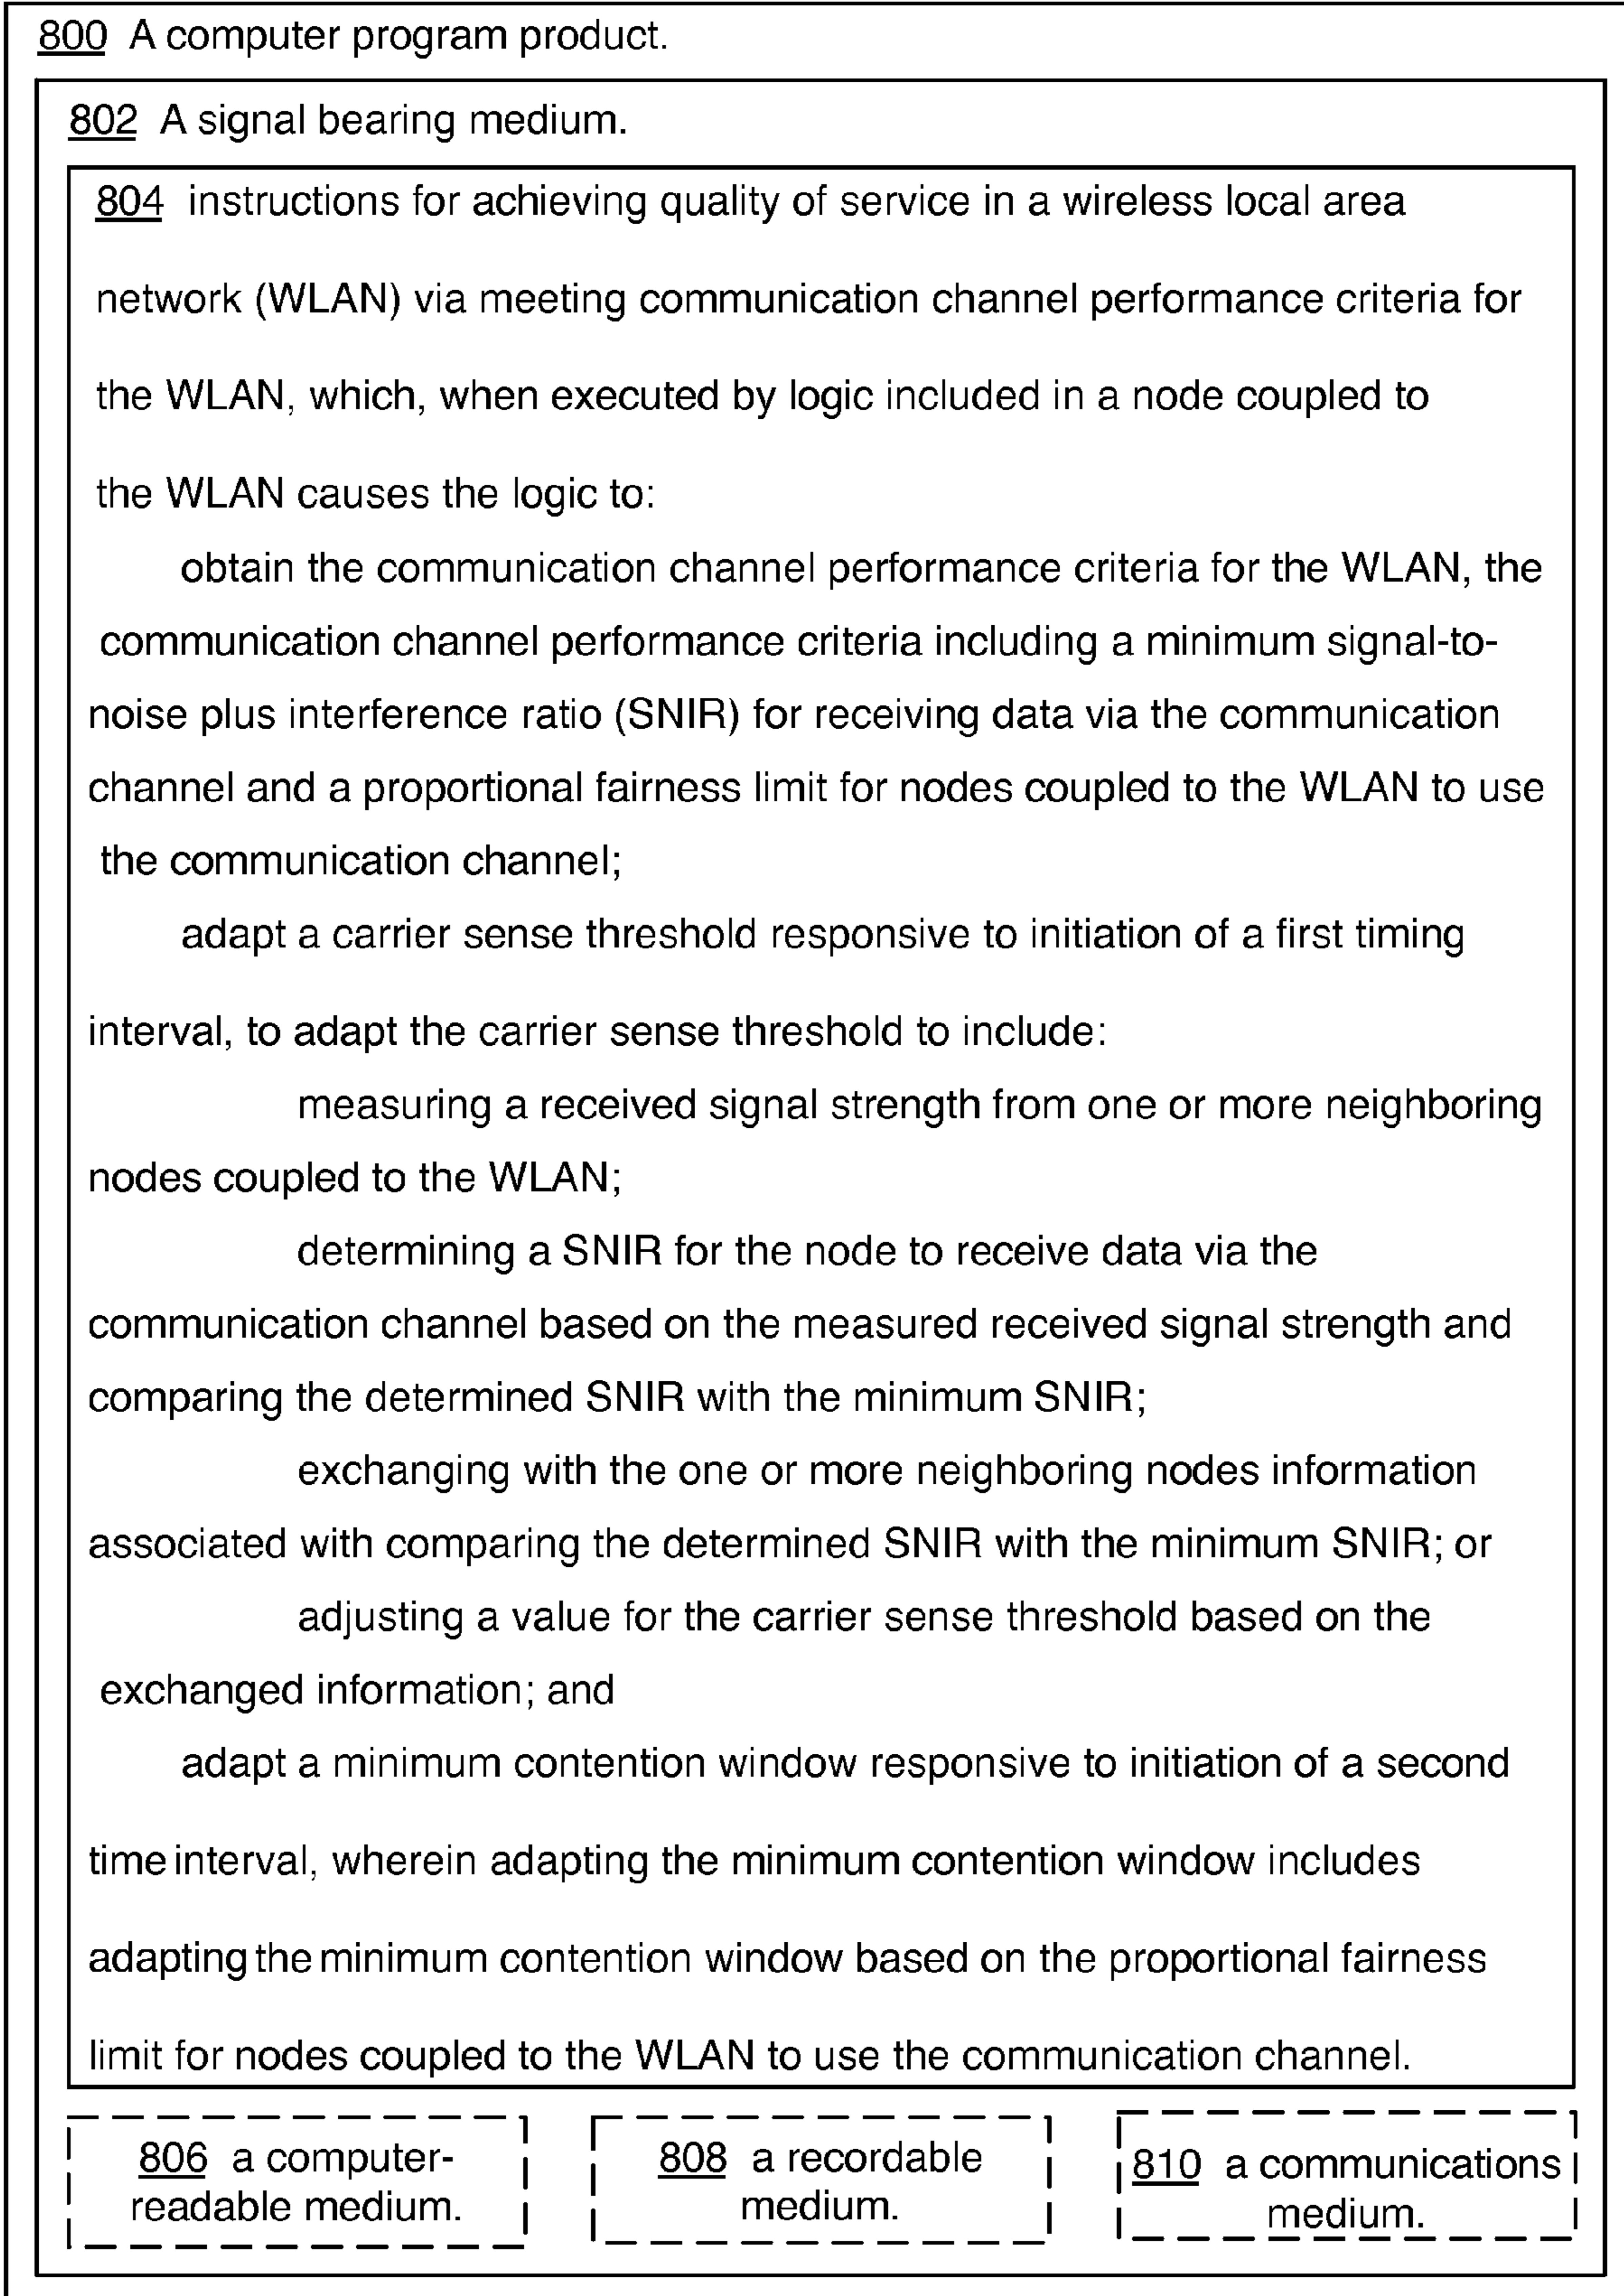 800 A computer program product.
802 A signal bearing medium.
804 instructions for achieving quality of service in a wireless local area
network (WLAN) via meeting communication channel performance criteria for
the WLAN, which, when executed by logic included in a node coupled to
the WLAN causes the logic to:
obtain the communication channel performance criteria for the WLAN, the
communication channel performance criteria including a minimum signal-to-
noise plus interference ratio (SNIR) for receiving data via the communication
channel and a proportional fairness limit for nodes coupled to the WLAN to use
the communication channel;
adapt a carrier sense threshold responsive to initiation of a first timing
interval, to adapt the carrier sense threshold to include:
measuring a received signal strength from one or more neighboring
nodes coupled to the WLAN;
determining a SNIR for the node to receive data via the
communication channel based on the measured received signal strength and
comparing the determined SNIR with the minimum SNIR;
exchanging with the one or more neighboring nodes information
associated with comparing the determined SNIR with the minimum SNIR; or
adjusting a value for the carrier sense threshold based on the
exchanged information; and
adapt a minimum contention window responsive to initiation of a second
time interval, wherein adapting the minimum contention window includes
adapting the minimum contention window based on the proportional fairness
limit for nodes coupled to the WLAN to use the communication channel.
806 a computer-
readable medium.
808 a recordable
medium.
810 a communications
medium.